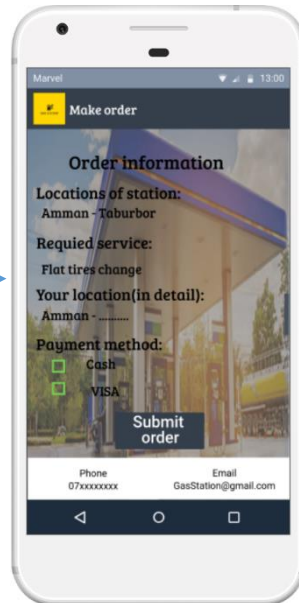 Marvel 13:00
Make order
Order information
Locations of station:
Amman - Taburbor
Requied service:
Flat tires change
Your location(in detail):
Amman - ..........
Payment method:
Cash
VISA
Submit
order
Phone Email
07xxxxxxxx GasStation@gmail.com